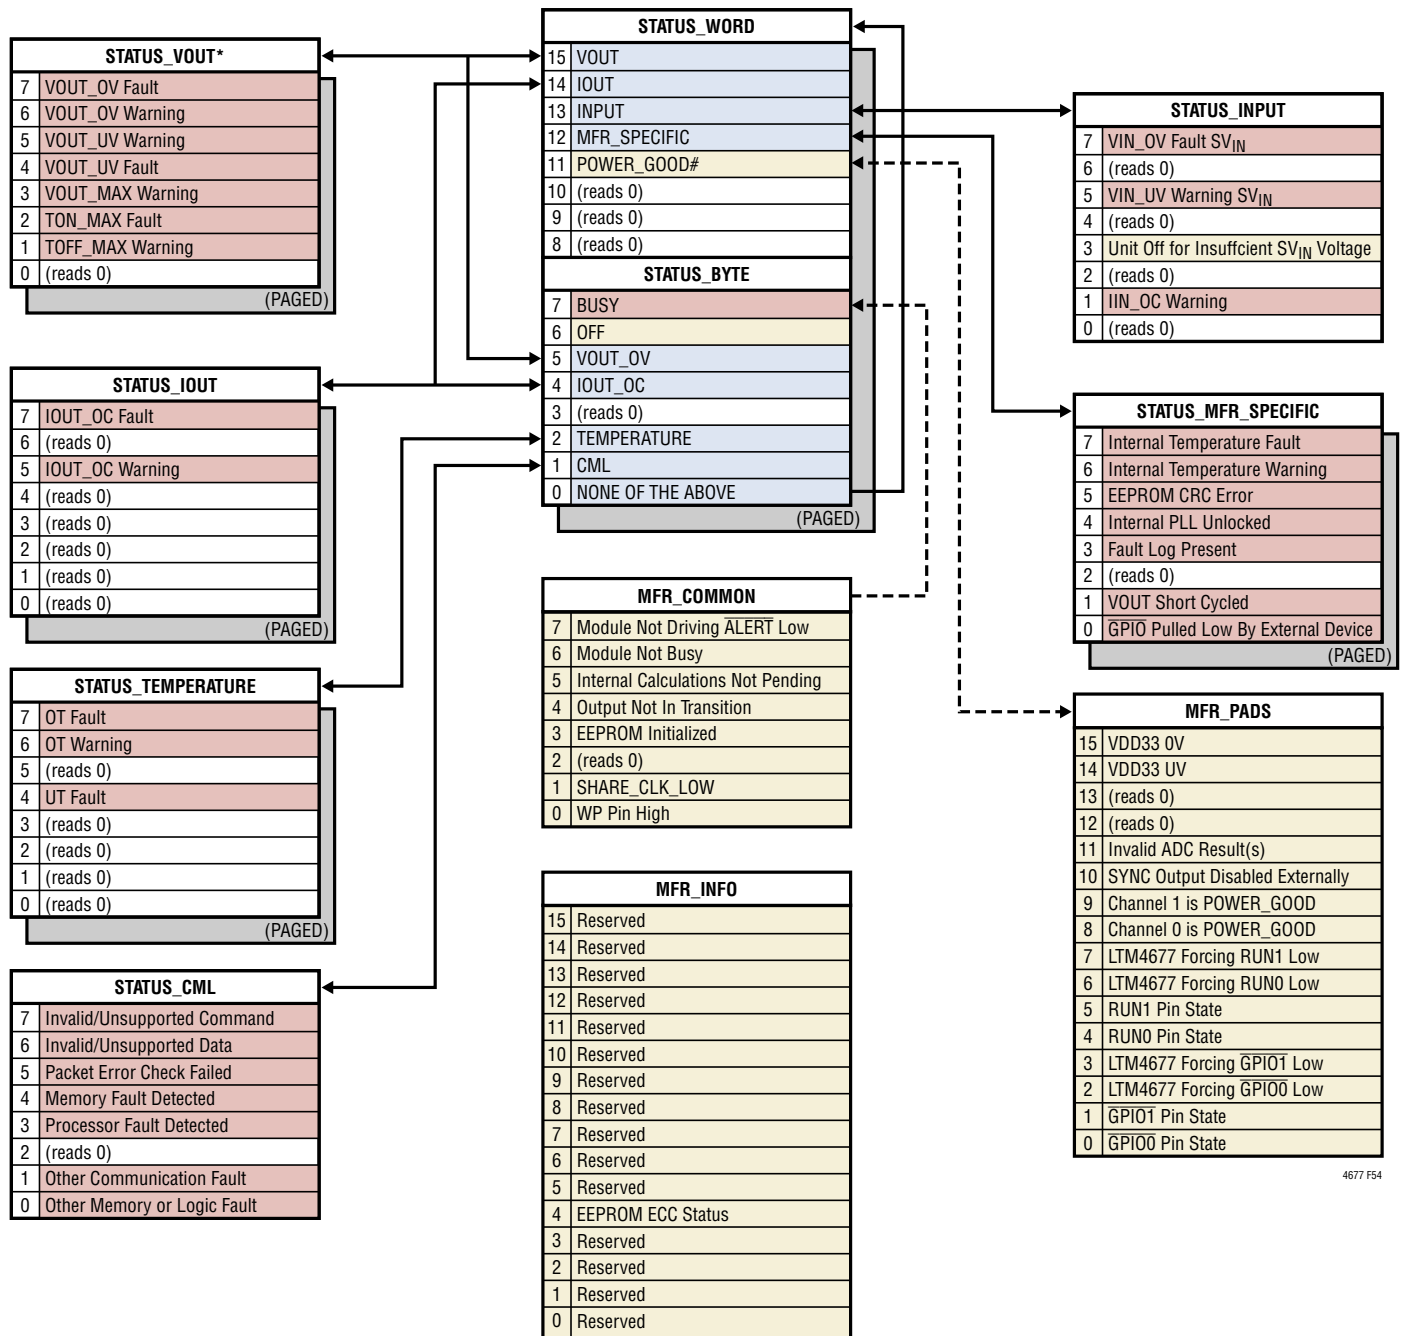 STATUS_VOUT*
7 VOUT_OV Fault
6 VOUT_OV Warning
5 VOUT_UV Warning
4 VOUT_UV Fault
3 VOUT_MAX Warning
2 TON_MAX Fault
1 TOFF_MAX Warning
0 (reads 0)
(PAGED)
STATUS_IOUT
7 IOUT_OC Fault
6 (reads 0)
5 IOUT_OC Warning
4 (reads 0)
3 (reads 0)
2 (reads 0)
1 (reads 0)
0 (reads 0)
(PAGED)
STATUS_TEMPERATURE
7 OT Fault
6 OT Warning
5 (reads 0)
4 UT Fault
3 (reads 0)
2 (reads 0)
1 (reads 0)
0 (reads 0)
(PAGED)
STATUS_CML
7 Invalid/Unsupported Command
6 Invalid/Unsupported Data
5 Packet Error Check Failed
4 Memory Fault Detected
3 Processor Fault Detected
2 (reads 0)
1 Other Communication Fault
0 Other Memory or Logic Fault
STATUS_WORD
15 VOUT
14 IOUT
13 INPUT
12 MFR_SPECIFIC
11 POWER_GOOD#
10 (reads 0)
9 (reads 0)
8 (reads 0)
STATUS_BYTE
7 BUSY
6 OFF
5 VOUT_OV
4 IOUT_OC
3 (reads 0)
2 TEMPERATURE
1 CML
0 NONE OF THE ABOVE
(PAGED)
MFR_COMMON
7 Module Not Driving ALERT Low
6 Module Not Busy
5 Internal Calculations Not Pending
4 Output Not In Transition
3 EEPROM Initialized
2 (reads 0)
1 SHARE_CLK_LOW
0 WP Pin High
MFR_INFO
15 Reserved
14 Reserved
13 Reserved
12 Reserved
11 Reserved
10 Reserved
9 Reserved
8 Reserved
7 Reserved
6 Reserved
5 Reserved
4 EEPROM ECC Status
3 Reserved
2 Reserved
1 Reserved
0 Reserved
STATUS_INPUT
7 VIN_OV Fault SVIN
6 (reads 0)
5 VIN_UV Warning SVIN
4 (reads 0)
3 Unit Off for Insuffcient SVIN Voltage
2 (reads 0)
1 IIN_OC Warning
0 (reads 0)
STATUS_MFR_SPECIFIC
7 Internal Temperature Fault
6 Internal Temperature Warning
5 EEPROM CRC Error
4 Internal PLL Unlocked
3 Fault Log Present
2 (reads 0)
1 VOUT Short Cycled
0 GPIO Pulled Low By External Device
(PAGED)
MFR_PADS
15 VDD33 0V
14 VDD33 UV
13 (reads 0)
12 (reads 0)
11 Invalid ADC Result(s)
10 SYNC Output Disabled Externally
9 Channel 1 is POWER_GOOD
8 Channel 0 is POWER_GOOD
7 LTM4677 Forcing RUN1 Low
6 LTM4677 Forcing RUN0 Low
5 RUN1 Pin State
4 RUN0 Pin State
3 LTM4677 Forcing GPIO1 Low
2 LTM4677 Forcing GPIO0 Low
1 GPIO1 Pin State
0 GPIO0 Pin State
4677 F54